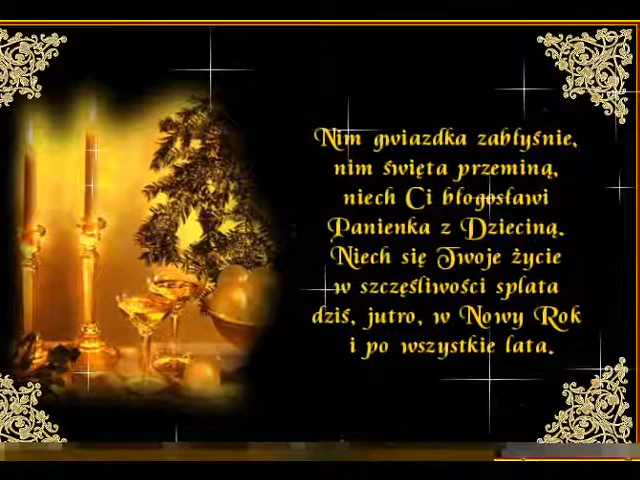 Nim gwiazdka zabłyśnie,
nim święta przeminą,
niech Ci błogosławi
Panienka z Dzieciną.
Niech się Twoje życie
w szczęśliwości splata
dziś, jutro, w Nowy Rok
i po wszystkie lata.